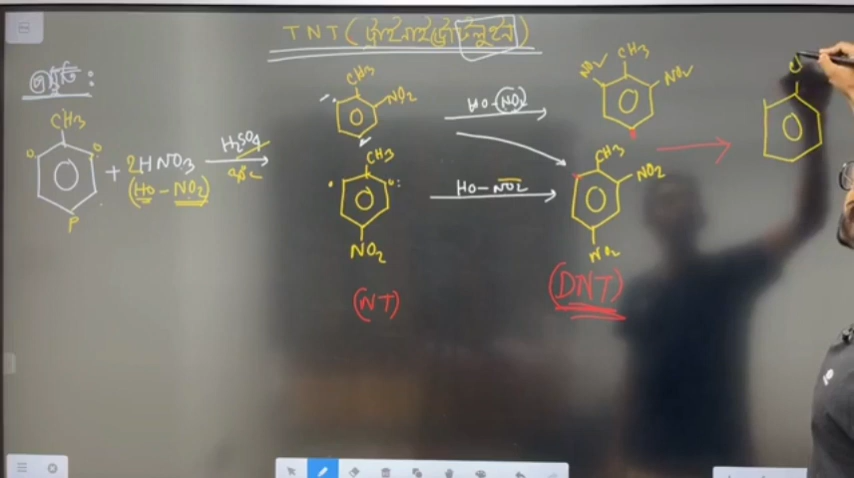 TNT (ট্রাইনাইট্রোটলুইন)
প্রস্তুতি :
CH3
O O
P
+ 2HNO3
(HO - NO2)
H2SO4
CH3
NO2
HO - NO2
CH3
NO2
HO - NO2
(NT)
CH3
NO2 NO2
CH3
NO2
NO2
(DNT)
C